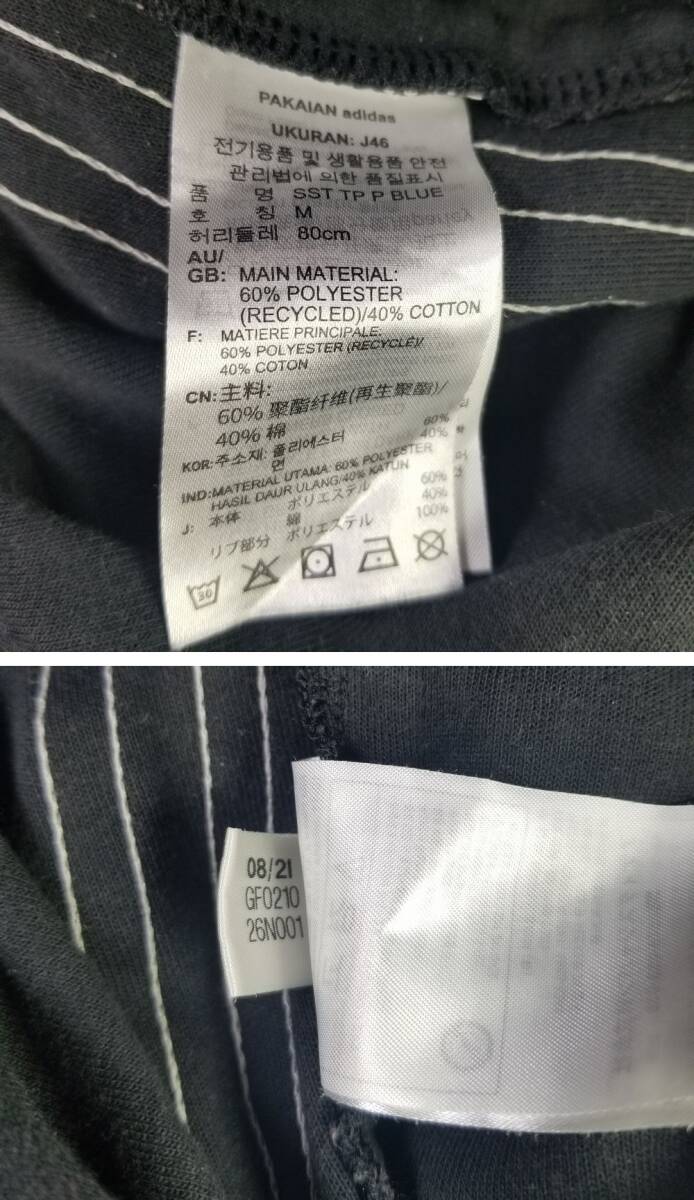 PAKAIAN adidas
UKURAN: J46
전기용품 및 생활용품 안전
관리법에 의한 품질표시
품 명 SST TP P BLUE
호 칭 M
허리둘레 80cm
AU/
GB: MAIN MATERIAL:
60% POLYESTER
(RECYCLED)/40% COTTON
F: MATIERE PRINCIPALE:
60% POLYESTER (RECYCLÉ)/
40% COTON
CN:主料:
60% 聚酯纤维(再生聚酯)/
40% 棉
KOR:주소재: 폴리에스터 60%
면 40%
IND:MATERIAL UTAMA: 60% POLYESTER
HASIL DAUR ULANG/40% KATUN
J: 本体 ポリエステル 60%
綿 40%
リブ部分 ポリエステル 100%
30
08/21
GF0210
26N001